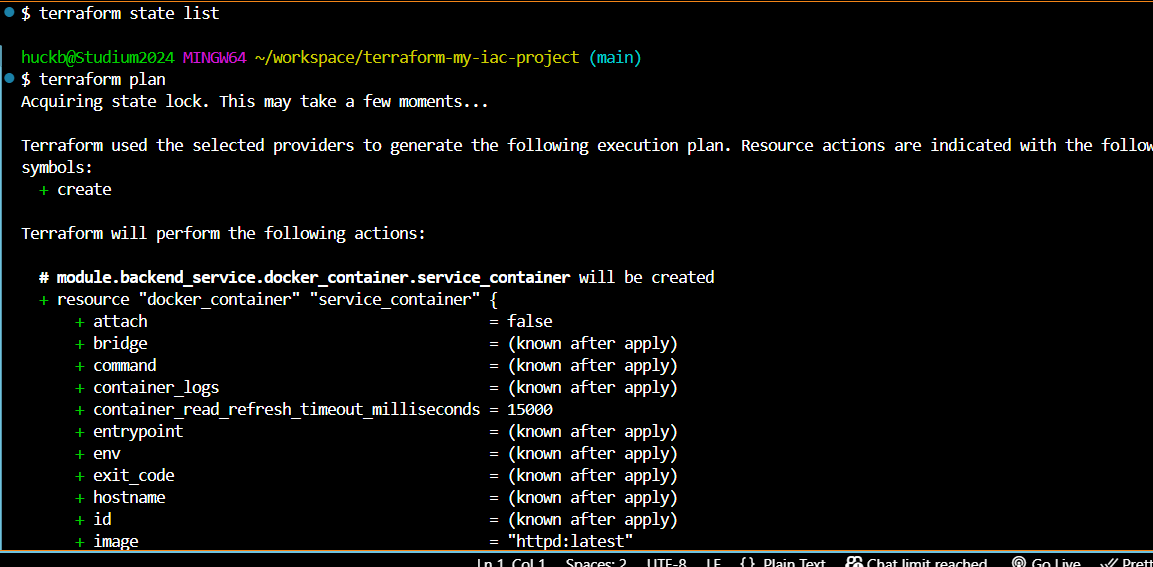 $ terraform state list
huckb@Studium2024 MINGW64 ~/workspace/terraform-my-iac-project (main)
$ terraform plan
Acquiring state lock. This may take a few moments...
Terraform used the selected providers to generate the following execution plan. Resource actions are indicated with the follow
symbols:
+ create
Terraform will perform the following actions:
# module.backend_service.docker_container.service_container will be created
+ resource "docker_container" "service_container" {
+ attach = false
+ bridge = (known after apply)
+ command = (known after apply)
+ container_logs = (known after apply)
+ container_read_refresh_timeout_milliseconds = 15000
+ entrypoint = (known after apply)
+ env = (known after apply)
+ exit_code = (known after apply)
+ hostname = (known after apply)
+ id = (known after apply)
+ image = "httpd:latest"
Ln 1, Col 1 Spaces: 2 UTF-8 LF {} Plain Text Chat limit reached Go Live Prett